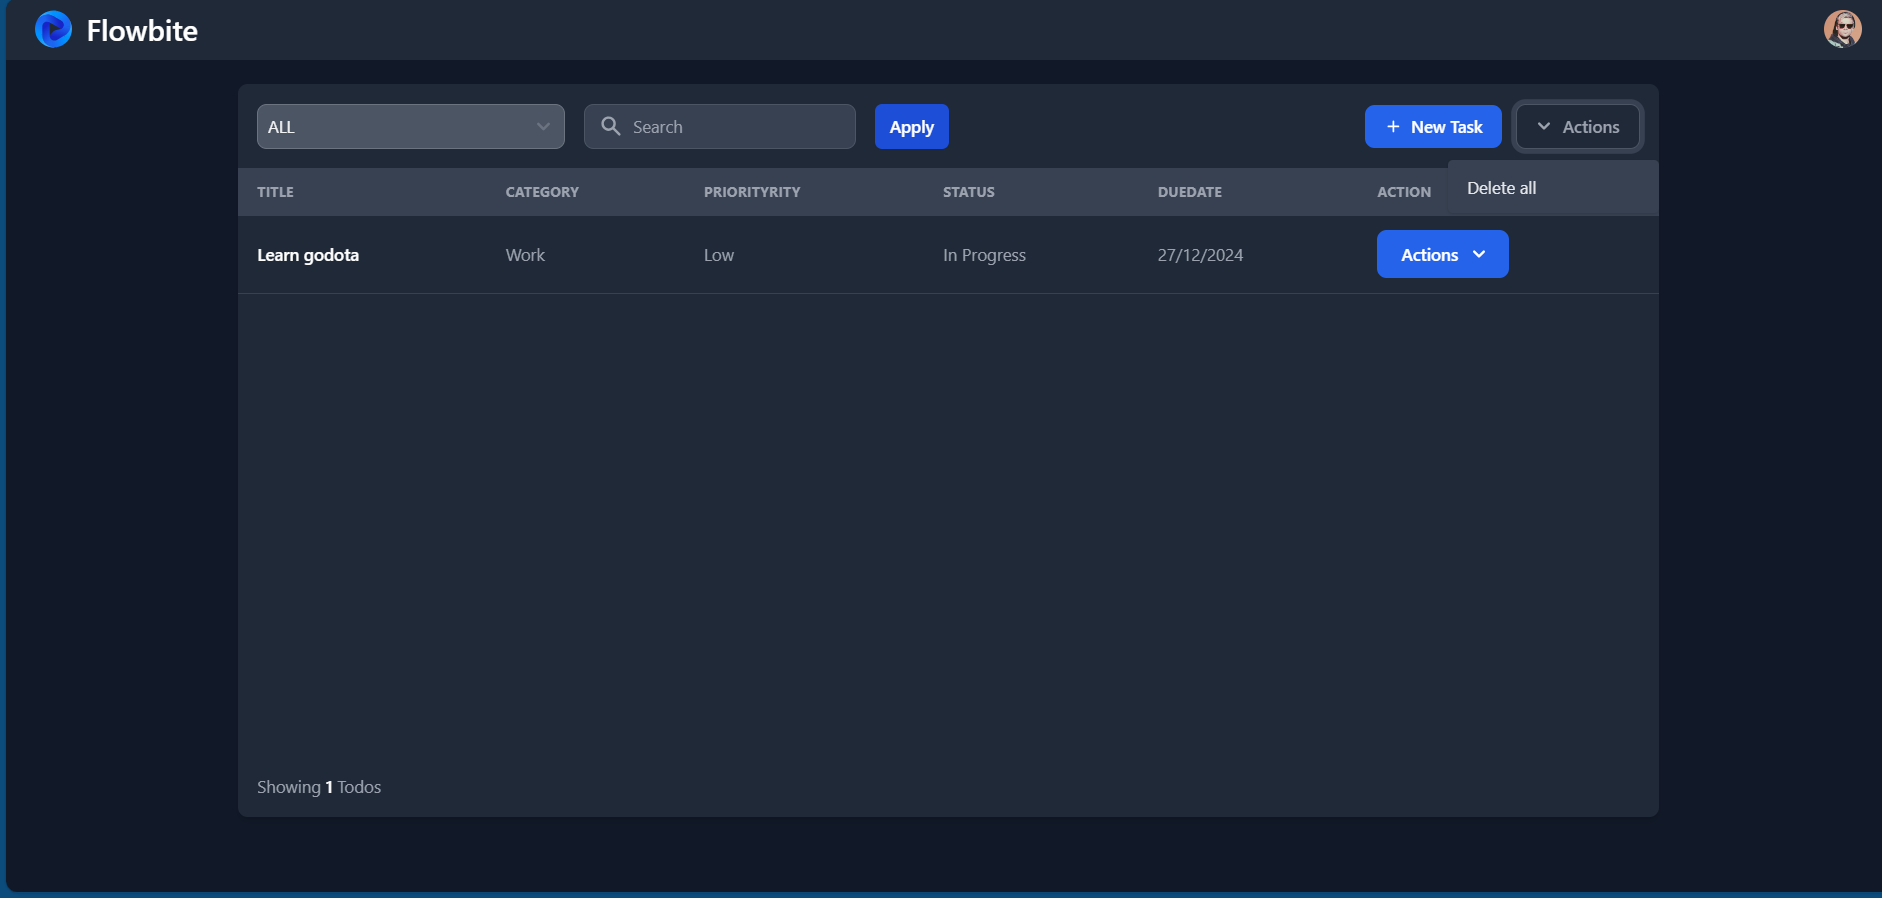 Flowbite
ALL Search Apply + New Task Actions
Delete all
TITLE CATEGORY PRIORITYRITY STATUS DUEDATE ACTION
Learn godota Work Low In Progress 27/12/2024 Actions
Showing 1 Todos